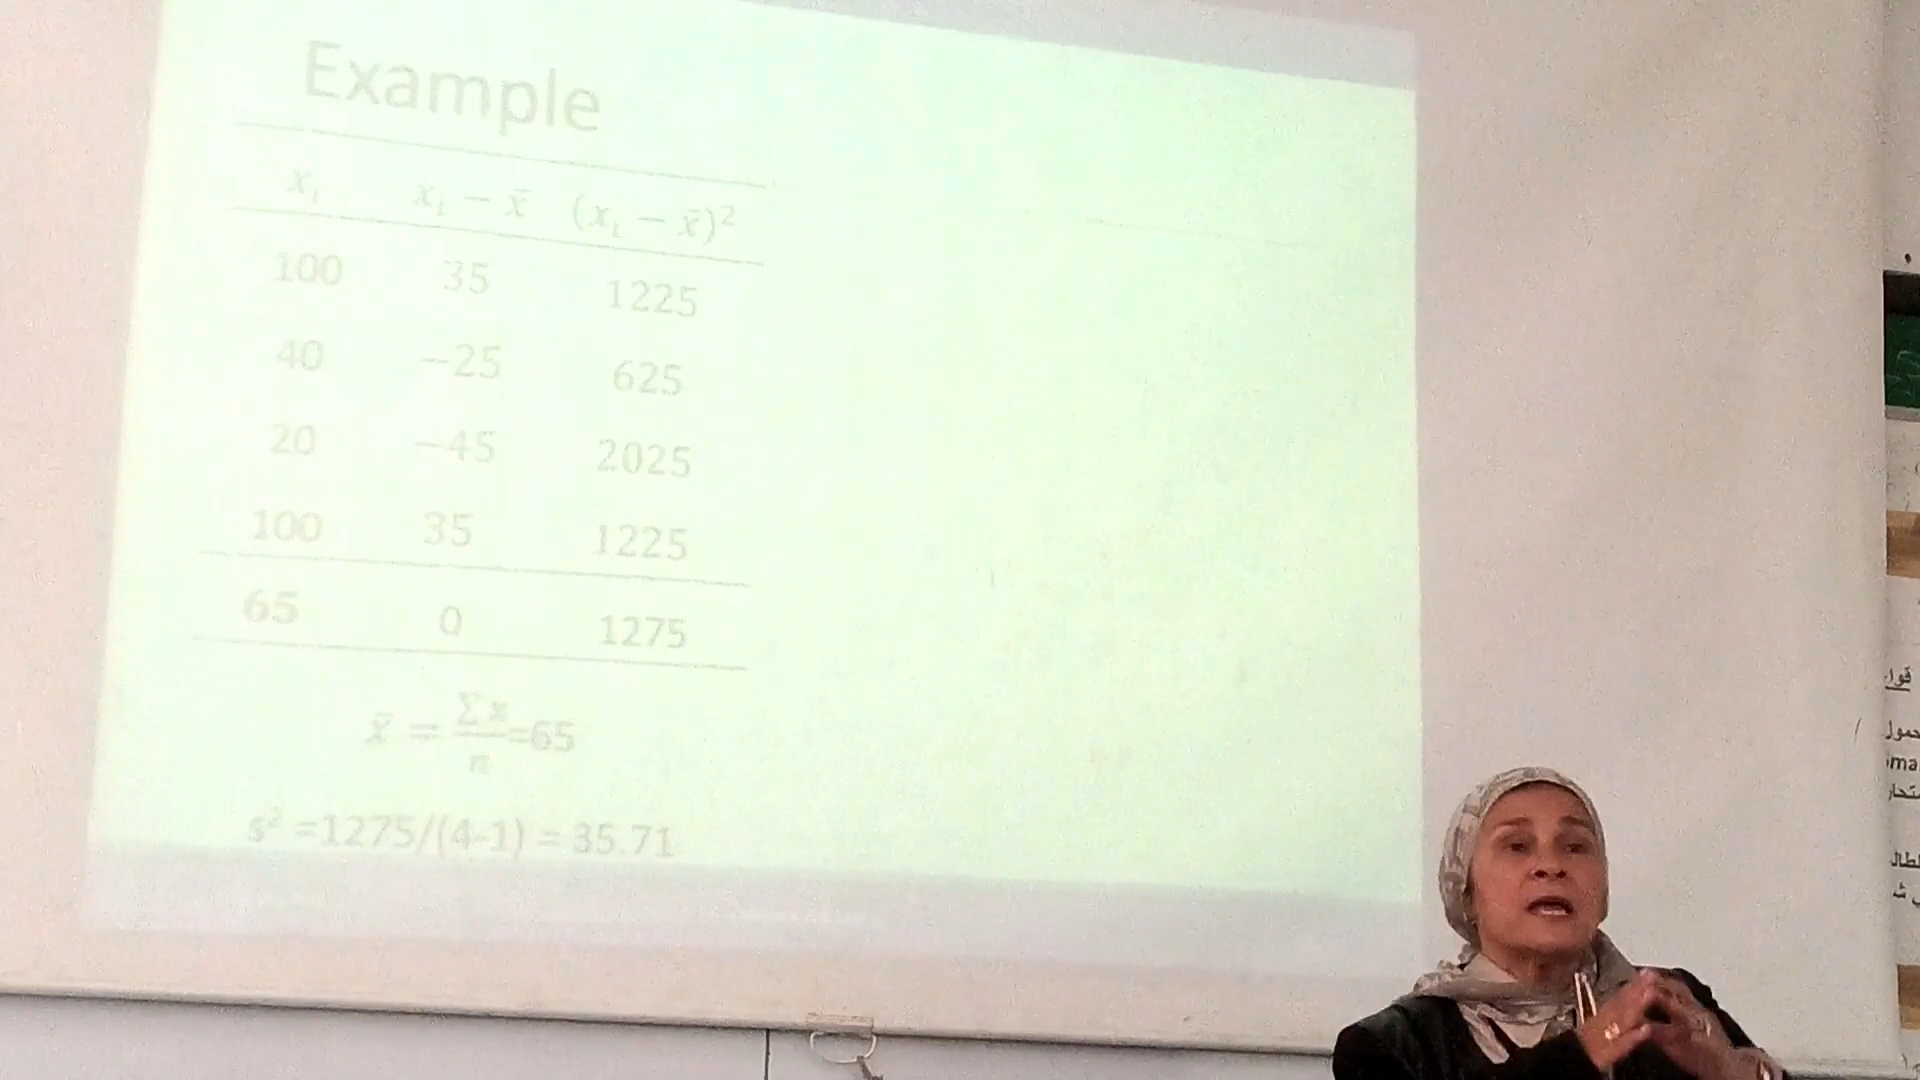 Example
xᵢ xᵢ − x̄ (xᵢ − x̄)²
100 35 1225
40 −25 625
20 −45 2025
100 35 1225
65 0 1275
x̄ = ∑x/n =65
s² =1275/(4-1) = 35.71